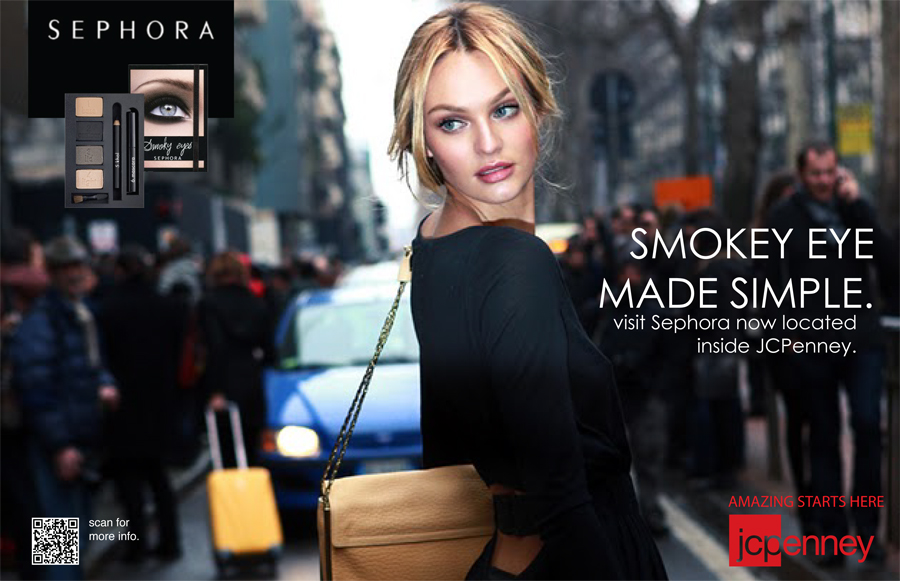 SEPHORA
Smoky eyes
SEPHORA
SMOKEY EYE
MADE SIMPLE.
visit Sephora now located
inside JCPenney.
AMAZING STARTS HERE
jcpenney
scan for
more info.